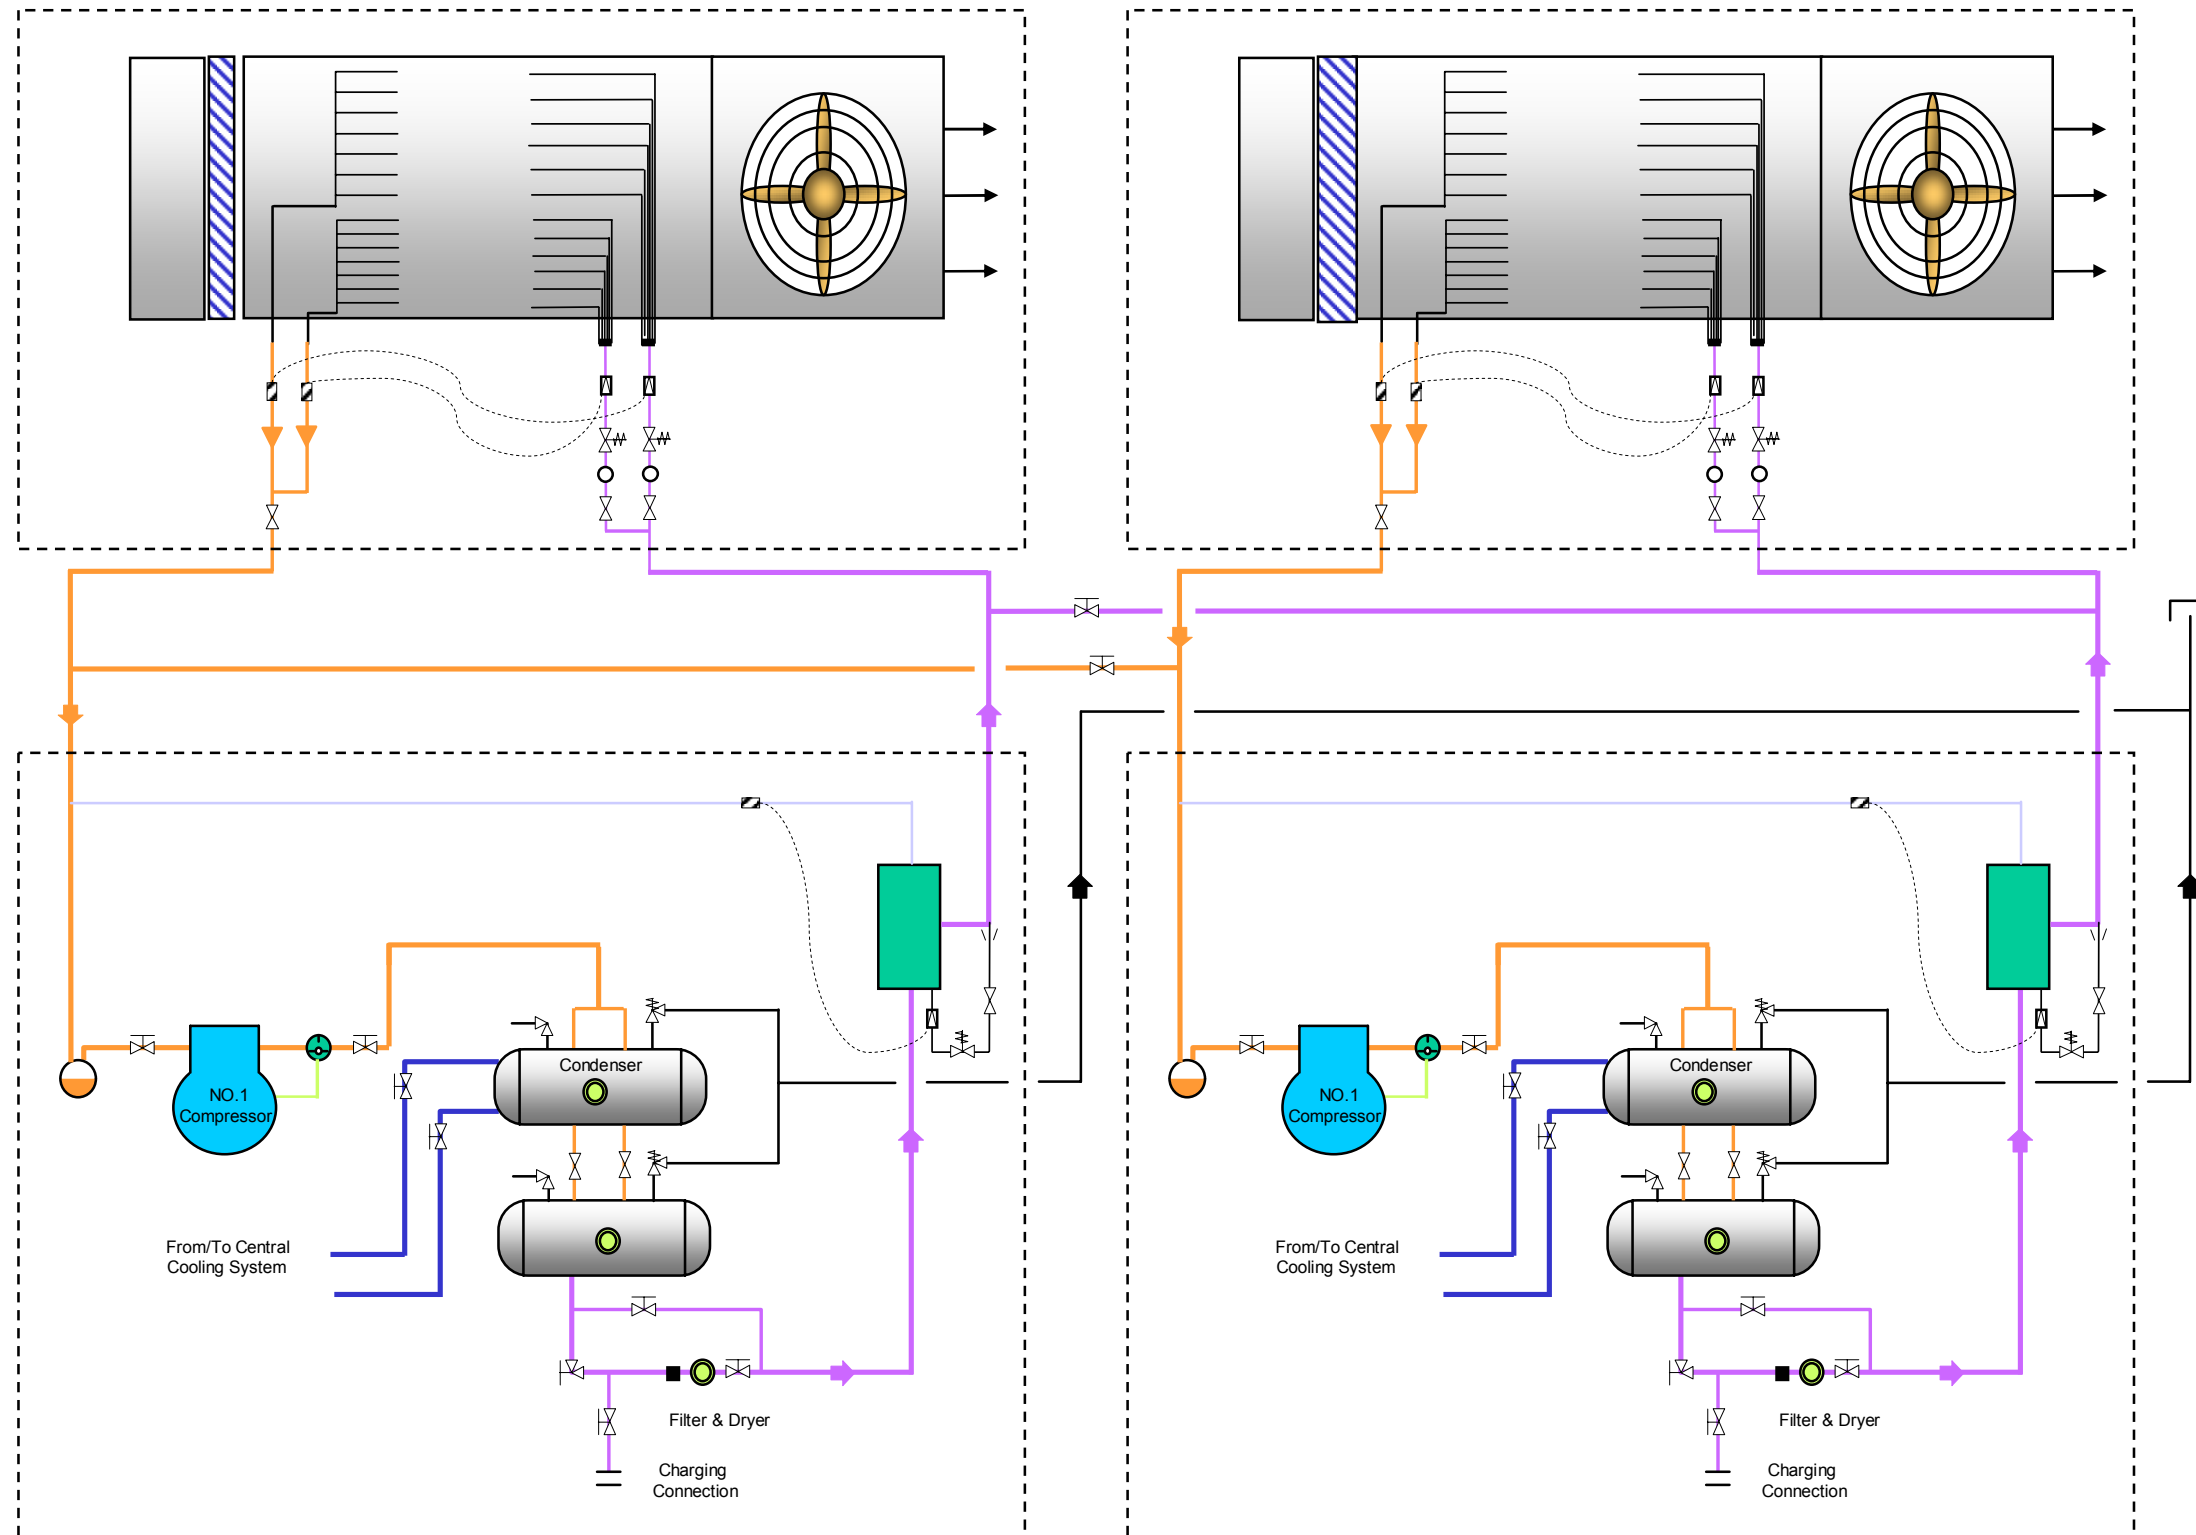 Condenser
NO.1
Compressor
From/To Central
Cooling System
Filter & Dryer
Charging
Connection
Condenser
NO.1
Compressor
From/To Central
Cooling System
Filter & Dryer
Charging
Connection